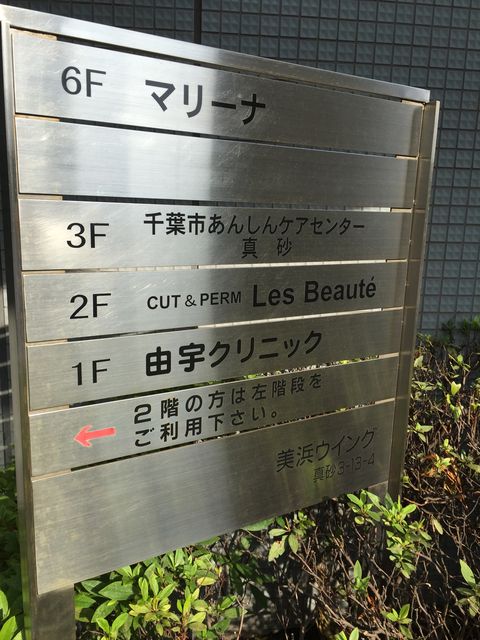 6F マリーナ
3F 千葉市あんしんケアセンター
真砂
2F CUT & PERM Les Beauté
1F 由宇クリニック
2階の方は左階段を
ご利用下さい。
美浜ウイング
真砂3-13-4